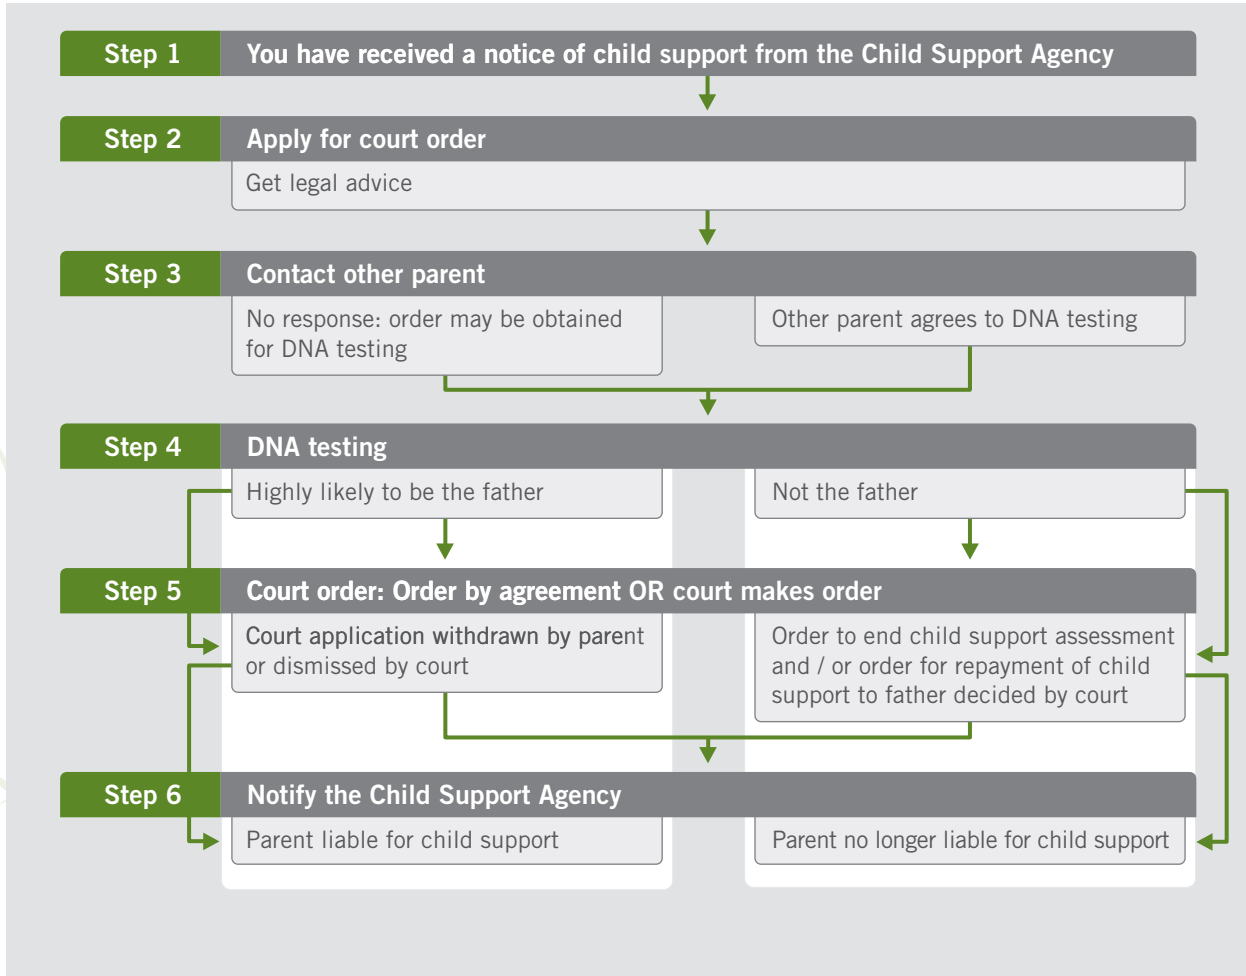 Step 1 You have received a notice of child support from the Child Support Agency
Step 2 Apply for court order
Get legal advice
Step 3 Contact other parent
No response: order may be obtained
for DNA testing
Other parent agrees to DNA testing
Step 4 DNA testing
Highly likely to be the father
Not the father
Step 5 Court order: Order by agreement OR court makes order
Court application withdrawn by parent
or dismissed by court
Order to end child support assessment
and / or order for repayment of child
support to father decided by court
Step 6 Notify the Child Support Agency
Parent liable for child support
Parent no longer liable for child support